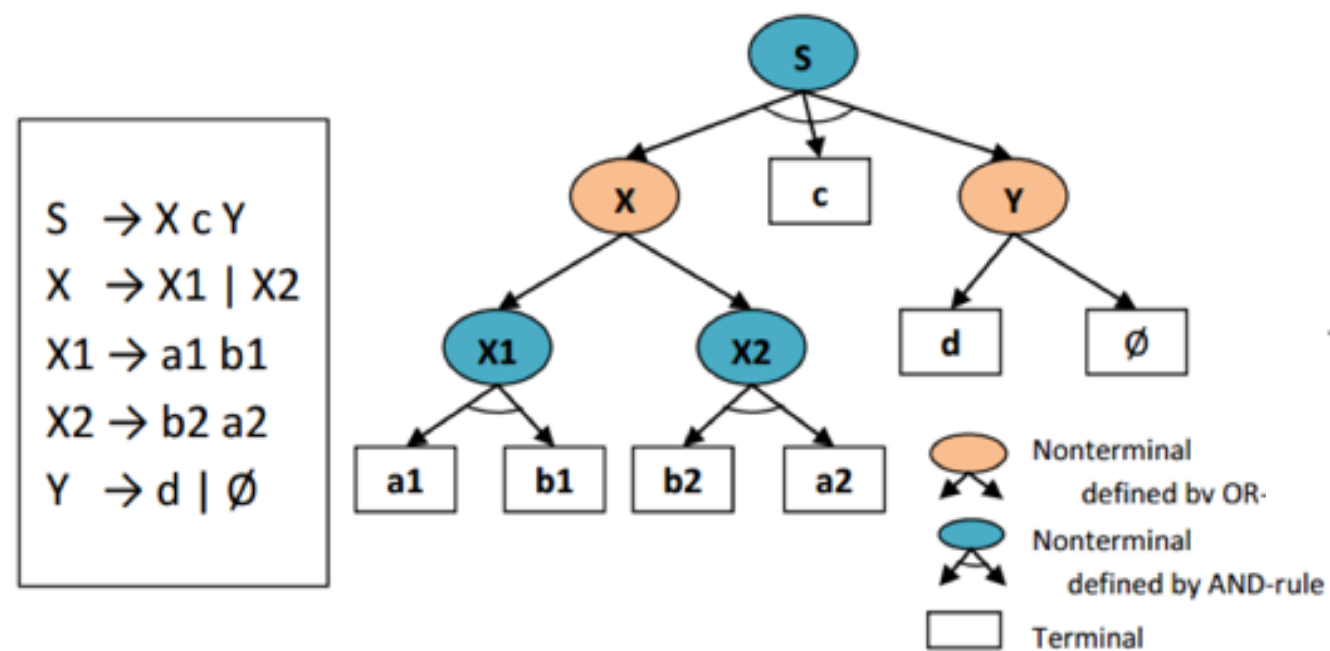 S → X c Y
X → X1 | X2
X1 → a1 b1
X2 → b2 a2
Y → d | Ø
S
X
c
Y
X1
X2
d
Ø
a1
b1
b2
a2
Nonterminal
defined by OR-
Nonterminal
defined by AND-rule
Terminal